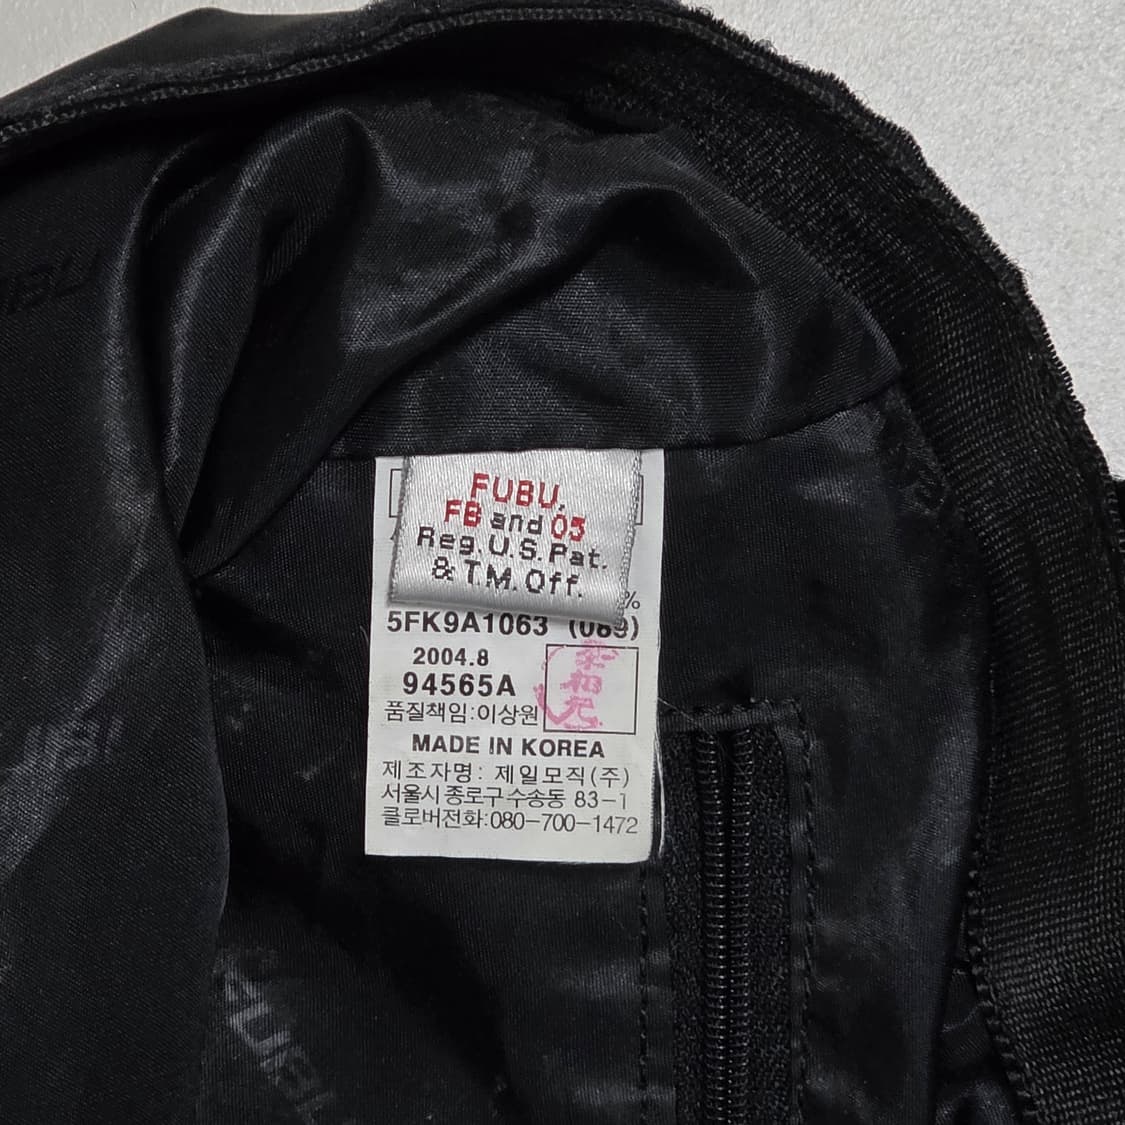 FUBU,
FB and 05
Reg. U.S. Pat.
& T.M. Off.
%
5FK9A1063 (089)
2004.8
94565A
품질책임:이상원
MADE IN KOREA
제조자명: 제일모직(주)
서울시종로구수송동 83-1
클로버전화:080-700-1472